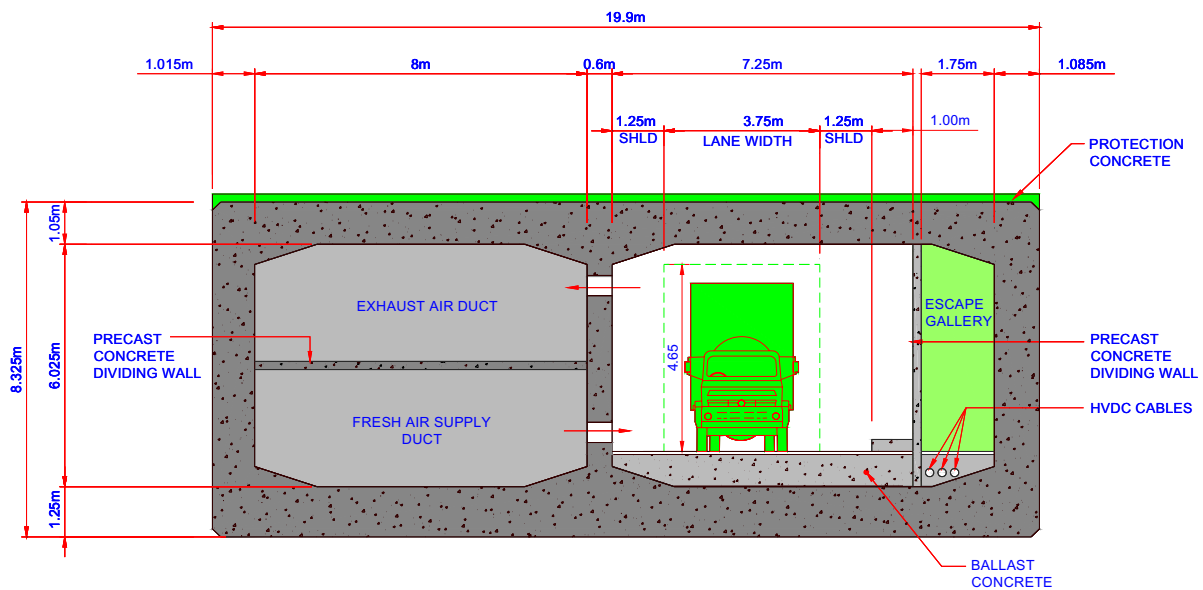 19.9m
1.015m
8m
0.6m
7.25m
1.75m
1.085m
1.25m
3.75m
1.25m
1.00m
SHLD
LANE WIDTH
SHLD
PROTECTION
CONCRETE
1.05m
EXHAUST AIR DUCT
ESCAPE
GALLERY
PRECAST
CONCRETE
DIVIDING WALL
4.65
PRECAST
CONCRETE
DIVIDING WALL
8.325m
6.025m
HVDC CABLES
FRESH AIR SUPPLY
DUCT
1.25m
BALLAST
CONCRETE